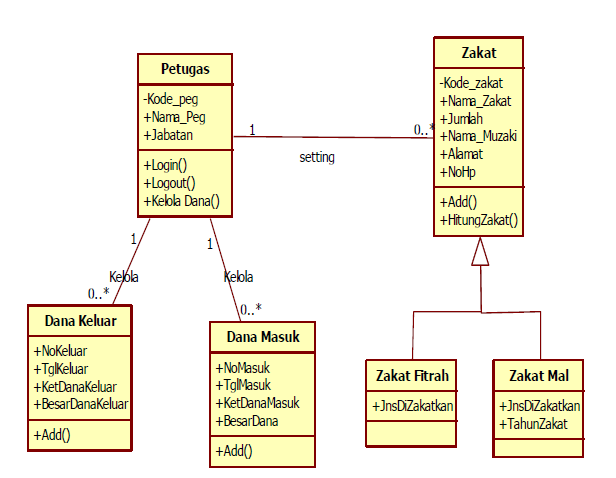 Petugas
-Kode_peg
+Nama_Peg
+Jabatan
+Login()
+Logout()
+Kelola Dana()
Zakat
-Kode_zakat
+Nama_Zakat
+Jumlah
+Nama_Muzaki
+Alamat
+NoHp
+Add()
+HitungZakat()
1
0..*
setting
1
Kelola
0..*
1
Kelola
0..*
Dana Keluar
+NoKeluar
+TglKeluar
+KetDanaKeluar
+BesarDanaKeluar
+Add()
Dana Masuk
+NoMasuk
+TglMasuk
+KetDanaMasuk
+BesarDana
+Add()
Zakat Fitrah
+JnsDiZakatkan
Zakat Mal
+JnsDiZakatkan
+TahunZakat